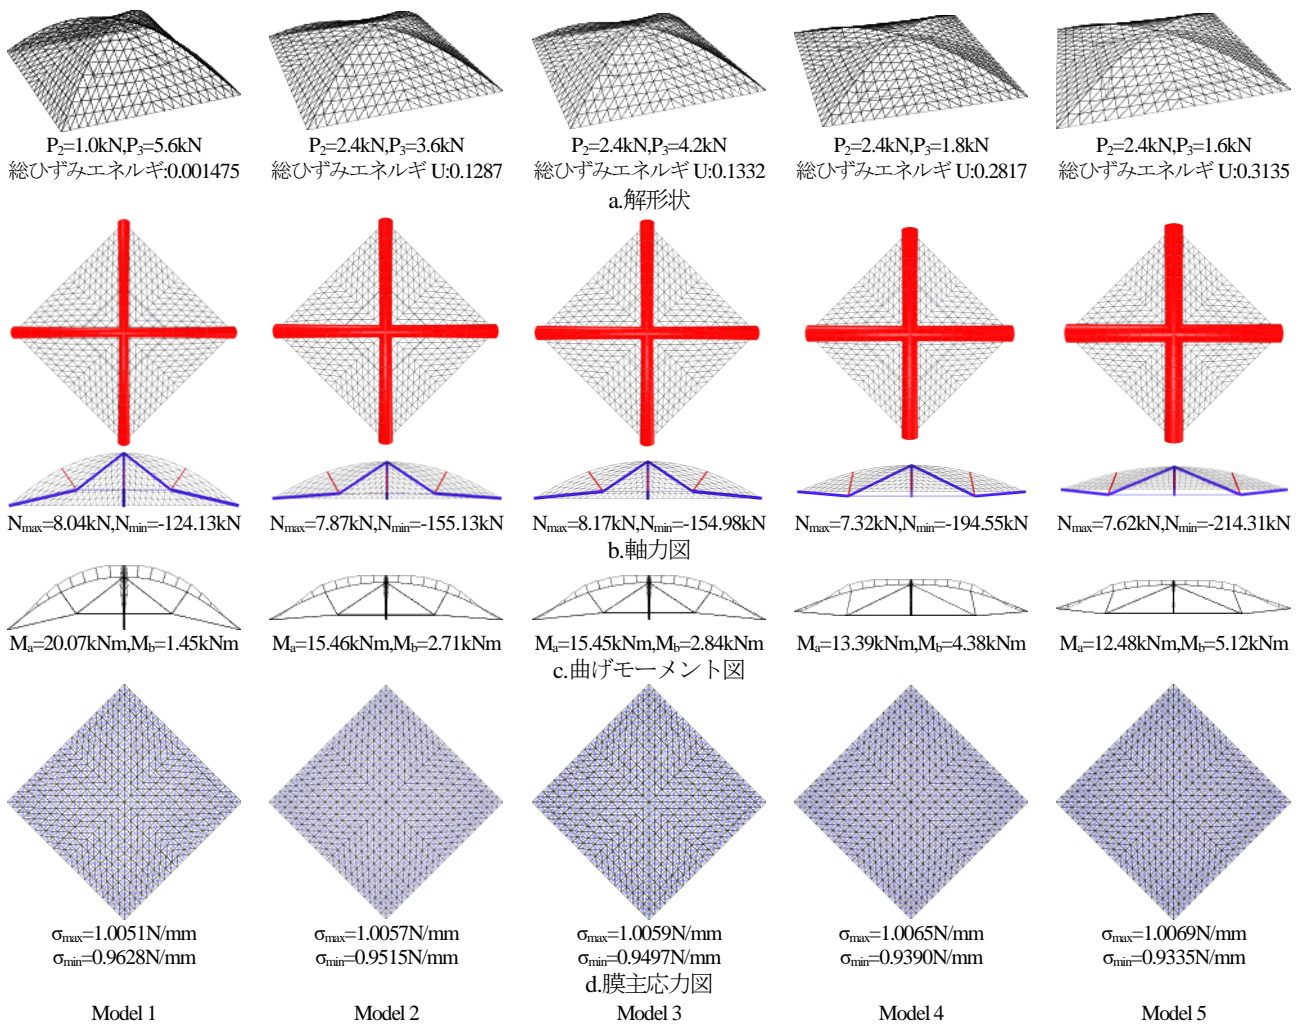 P2=1.0kN,P3=5.6kN
総ひずみエネルギ:0.001475
P2=2.4kN,P3=3.6kN
総ひずみエネルギ U:0.1287
P2=2.4kN,P3=4.2kN
総ひずみエネルギ U:0.1332
P2=2.4kN,P3=1.8kN
総ひずみエネルギ U:0.2817
P2=2.4kN,P3=1.6kN
総ひずみエネルギ U:0.3135
a.解形状
Nmax=8.04kN,Nmin=-124.13kN
Nmax=7.87kN,Nmin=-155.13kN
Nmax=8.17kN,Nmin=-154.98kN
Nmax=7.32kN,Nmin=-194.55kN
Nmax=7.62kN,Nmin=-214.31kN
b.軸力図
Ma=20.07kNm,Mb=1.45kNm
Ma=15.46kNm,Mb=2.71kNm
Ma=15.45kNm,Mb=2.84kNm
Ma=13.39kNm,Mb=4.38kNm
Ma=12.48kNm,Mb=5.12kNm
c.曲げモーメント図
σmax=1.0051N/mm
σmin=0.9628N/mm
σmax=1.0057N/mm
σmin=0.9515N/mm
σmax=1.0059N/mm
σmin=0.9497N/mm
σmax=1.0065N/mm
σmin=0.9390N/mm
σmax=1.0069N/mm
σmin=0.9335N/mm
d.膜主応力図
Model 1
Model 2
Model 3
Model 4
Model 5